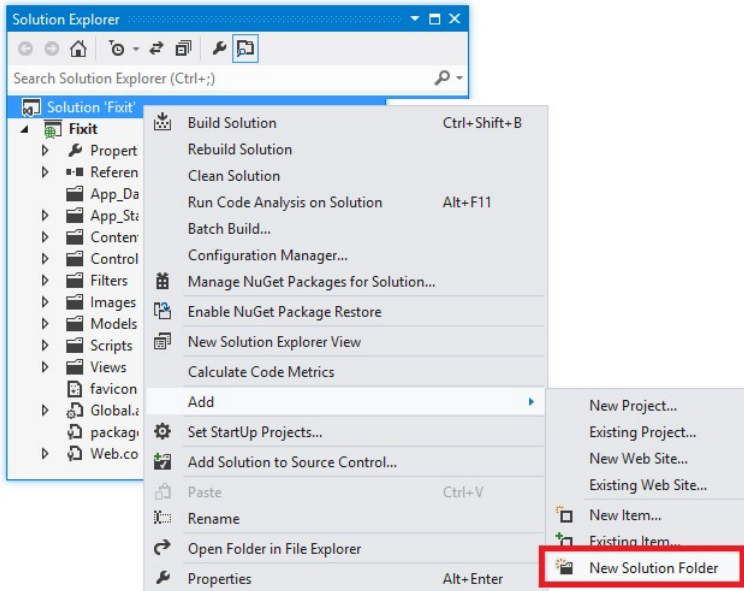 Solution Explorer
Search Solution Explorer (Ctrl+;)
Solution 'Fixit'
Fixit
Propert
Referen
App_Da
App_Sta
Conten
Control
Filters
Images
Models
Scripts
Views
favicon
Global.a
packag
Web.co
Build Solution Ctrl+Shift+B
Rebuild Solution
Clean Solution
Run Code Analysis on Solution Alt+F11
Batch Build...
Configuration Manager...
Manage NuGet Packages for Solution...
Enable NuGet Package Restore
New Solution Explorer View
Calculate Code Metrics
Add
Set StartUp Projects...
Add Solution to Source Control...
Paste Ctrl+V
Rename
Open Folder in File Explorer
Properties Alt+Enter
New Project...
Existing Project...
New Web Site...
Existing Web Site...
New Item...
Existing Item...
New Solution Folder